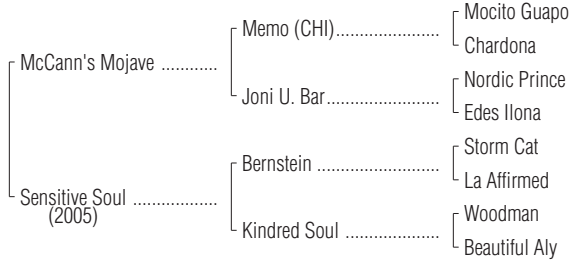 Mocito Guapo
Memo (CHI)........................
Chardona
McCann's Mojave ............
Nordic Prince
Joni U. Bar..........................
Edes Ilona
Storm Cat
Bernstein ............................
La Affirmed
Sensitive Soul ..................
(2005)
Woodman
Kindred Soul ......................
Beautiful Aly